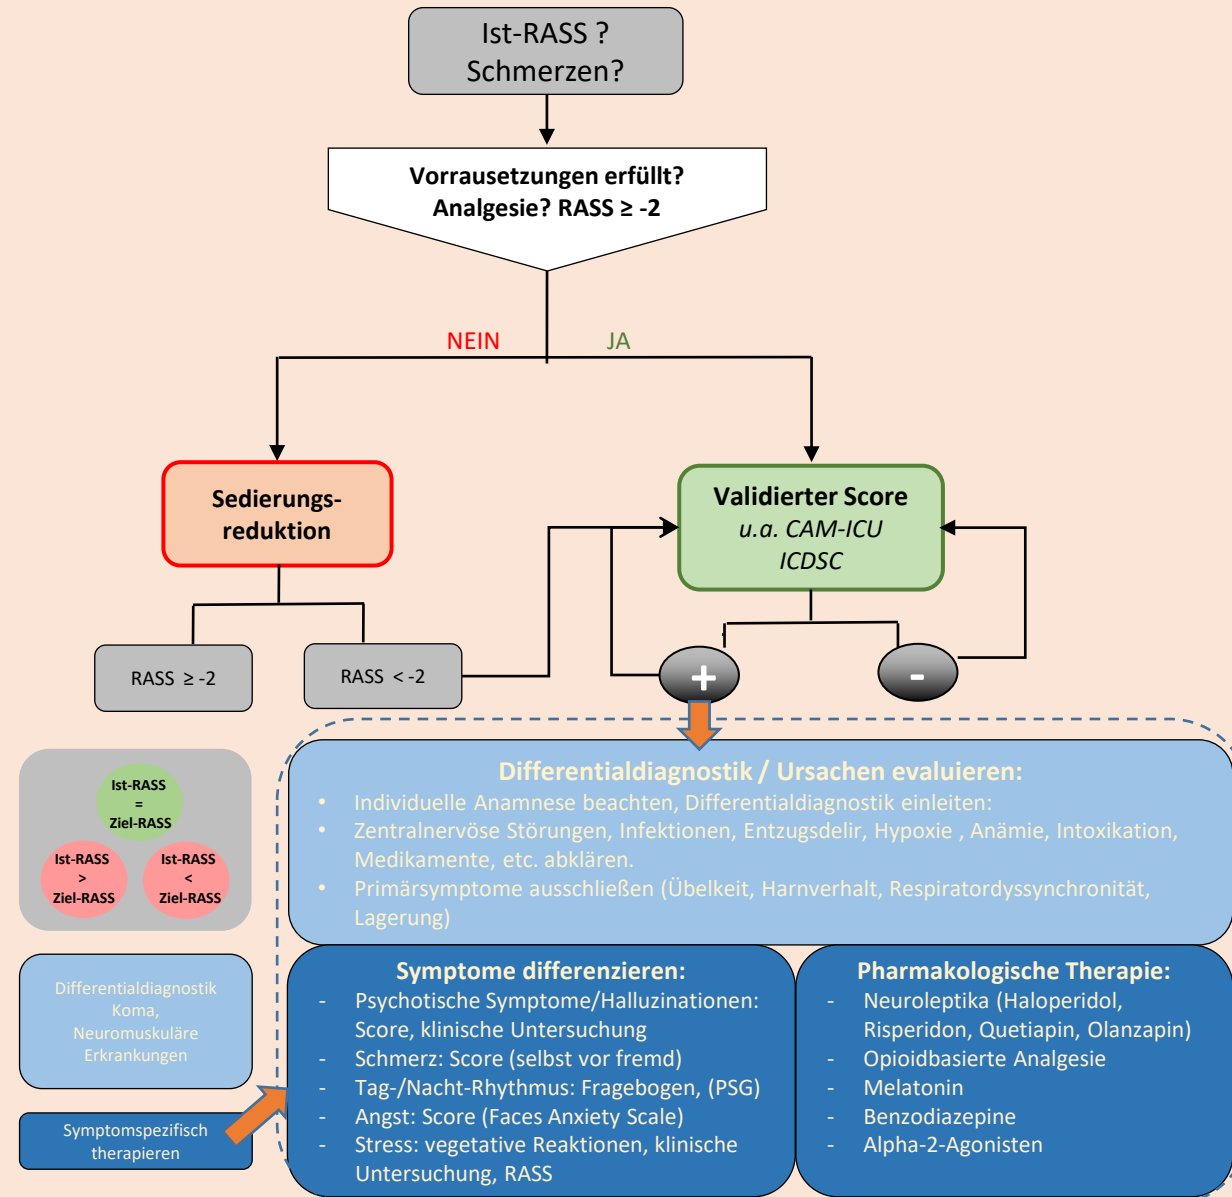 Ist-RASS ?
Schmerzen?
Vorrausetzungen erfüllt?
Analgesie? RASS ≥ -2
NEIN
JA
Sedierungs-
reduktion
Validierter Score
u.a. CAM-ICU
ICDSC
RASS ≥ -2
RASS < -2
+
-
Ist-RASS
=
Ziel-RASS
Ist-RASS
>
Ziel-RASS
Ist-RASS
<
Ziel-RASS
Differentialdiagnostik / Ursachen evaluieren:
• Individuelle Anamnese beachten, Differentialdiagnostik einleiten:
• Zentralnervöse Störungen, Infektionen, Entzugsdelir, Hypoxie , Anämie, Intoxikation,
Medikamente, etc. abklären.
• Primärsymptome ausschließen (Übelkeit, Harnverhalt, Respiratordyssynchronität,
Lagerung)
Differentialdiagnostik
Koma,
Neuromuskuläre
Erkrankungen
Symptomspezifisch
therapieren
Symptome differenzieren:
- Psychotische Symptome/Halluzinationen:
Score, klinische Untersuchung
- Schmerz: Score (selbst vor fremd)
- Tag-/Nacht-Rhythmus: Fragebogen, (PSG)
- Angst: Score (Faces Anxiety Scale)
- Stress: vegetative Reaktionen, klinische
Untersuchung, RASS
Pharmakologische Therapie:
- Neuroleptika (Haloperidol,
Risperidon, Quetiapin, Olanzapin)
- Opioidbasierte Analgesie
- Melatonin
- Benzodiazepine
- Alpha-2-Agonisten